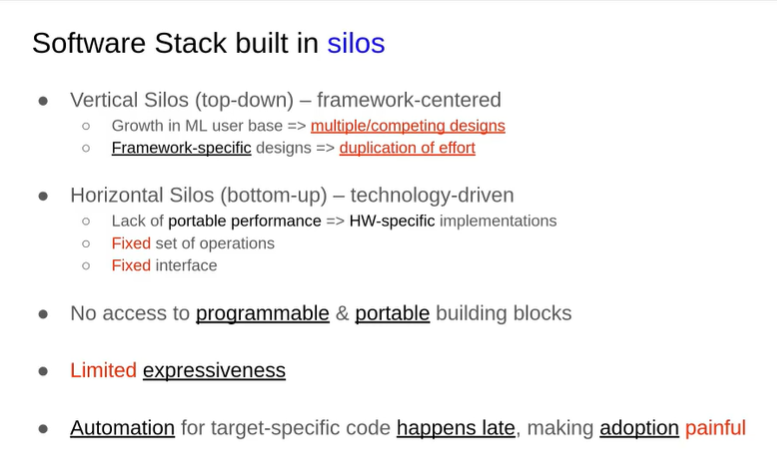 Software Stack built in silos
● Vertical Silos (top-down) – framework-centered
○ Growth in ML user base => multiple/competing designs
○ Framework-specific designs => duplication of effort
● Horizontal Silos (bottom-up) – technology-driven
○ Lack of portable performance => HW-specific implementations
○ Fixed set of operations
○ Fixed interface
● No access to programmable & portable building blocks
● Limited expressiveness
● Automation for target-specific code happens late, making adoption painful